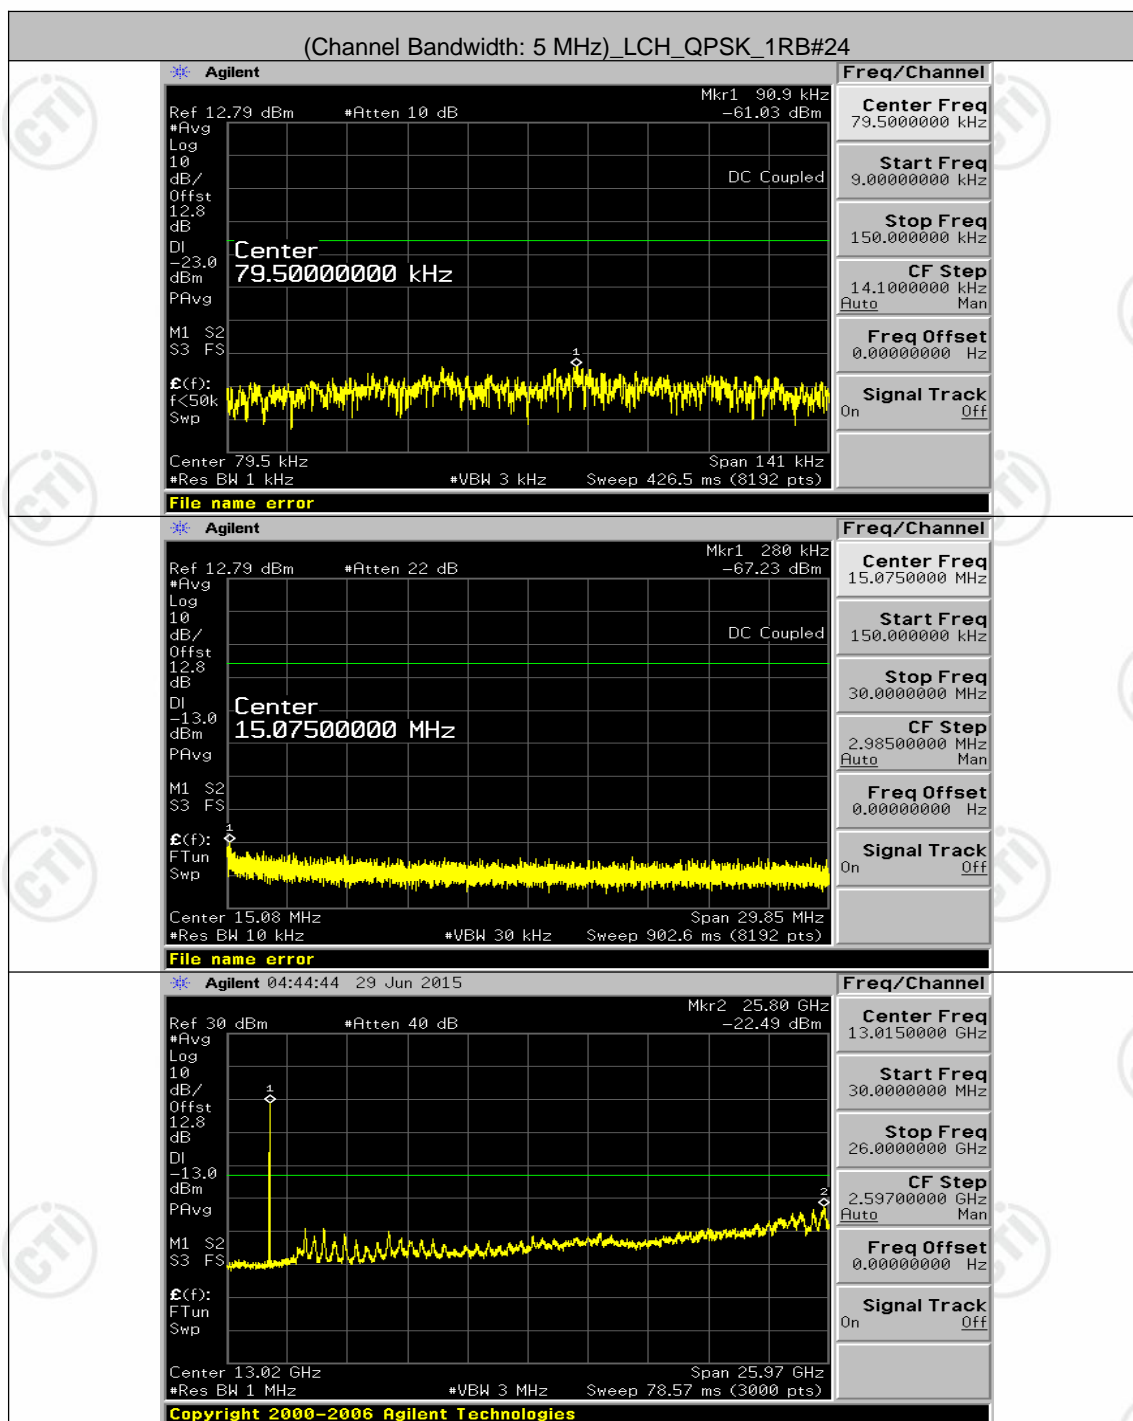 (Channel Bandwidth: 5 MHz)_LCH_QPSK_1RB#24
Agilent
Freq/Channel
Mkr1 90.9 kHz
Ref 12.79 dBm #Atten 10 dB -61.03 dBm
#Avg
Log
10
dB/
Offst
12.8
dB
DI
-23.0
dBm
PAvg
M1 S2
S3 FS
£(f):
f<50k
Swp
DC Coupled
Center
79.50000000 kHz
1
Center 79.5 kHz Span 141 kHz
#Res BW 1 kHz #VBW 3 kHz Sweep 426.5 ms (8192 pts)
File name error
Center Freq
79.5000000 kHz
Start Freq
9.00000000 kHz
Stop Freq
150.000000 kHz
CF Step
14.1000000 kHz
Auto Man
Freq Offset
0.00000000 Hz
Signal Track
On Off
Agilent
Freq/Channel
Mkr1 280 kHz
Ref 12.79 dBm #Atten 22 dB -67.23 dBm
#Avg
Log
10
dB/
Offst
12.8
dB
DI
-13.0
dBm
PAvg
M1 S2
S3 FS
£(f):
FTun
Swp
DC Coupled
Center
15.07500000 MHz
1
Center 15.08 MHz Span 29.85 MHz
#Res BW 10 kHz #VBW 30 kHz Sweep 902.6 ms (8192 pts)
File name error
Center Freq
15.0750000 MHz
Start Freq
150.000000 kHz
Stop Freq
30.0000000 MHz
CF Step
2.98500000 MHz
Auto Man
Freq Offset
0.00000000 Hz
Signal Track
On Off
Agilent 04:44:44 29 Jun 2015
Freq/Channel
Mkr2 25.80 GHz
Ref 30 dBm #Atten 40 dB -22.49 dBm
#Avg
Log
10
dB/
Offst
12.8
dB
DI
-13.0
dBm
PAvg
M1 S2
S3 FS
£(f):
FTun
Swp
1
2
Center 13.02 GHz Span 25.97 GHz
#Res BW 1 MHz #VBW 3 MHz Sweep 78.57 ms (3000 pts)
Copyright 2000-2006 Agilent Technologies
Center Freq
13.0150000 GHz
Start Freq
30.0000000 MHz
Stop Freq
26.0000000 GHz
CF Step
2.59700000 GHz
Auto Man
Freq Offset
0.00000000 Hz
Signal Track
On Off
CTI
CTI
CTI
CTI
CTI
CTI
CTI
CTI